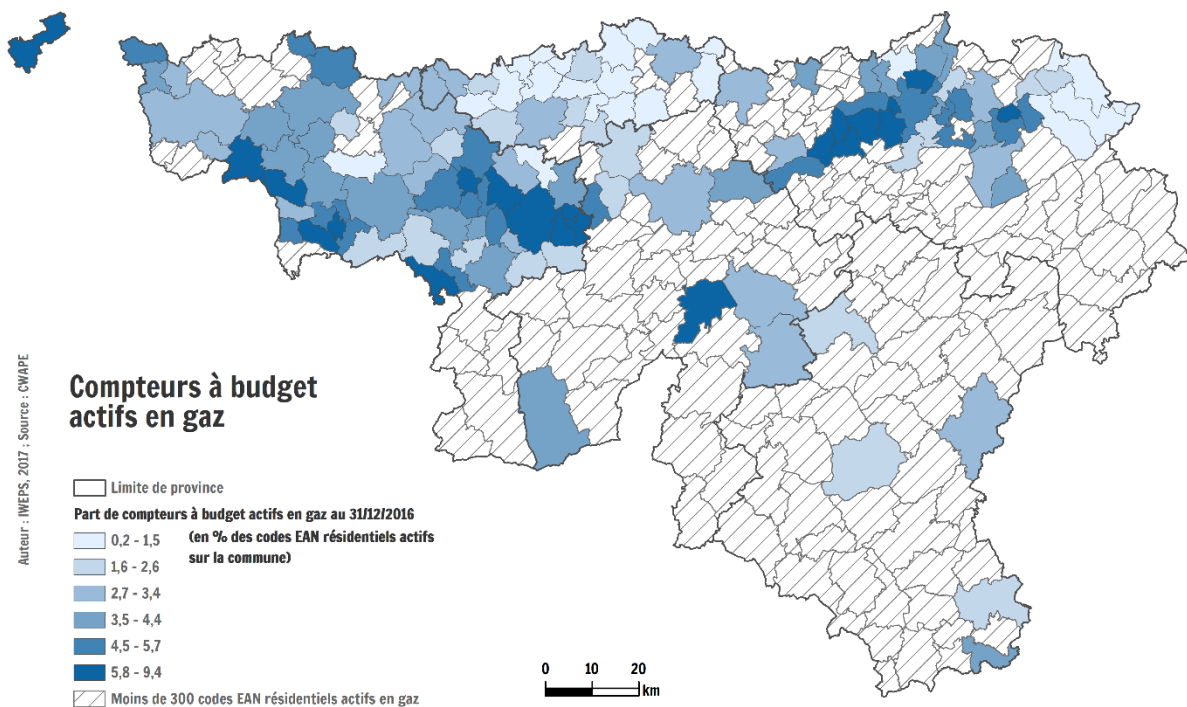 Compteurs à budget
actifs en gaz
Auteur : IWEPS, 2017 ; Source : CWAPE
Limite de province
Part de compteurs à budget actifs en gaz au 31/12/2016
(en % des codes EAN résidentiels actifs
sur la commune)
0,2 - 1,5
1,6 - 2,6
2,7 - 3,4
3,5 - 4,4
4,5 - 5,7
5,8 - 9,4
Moins de 300 codes EAN résidentiels actifs en gaz
0 10 20
km